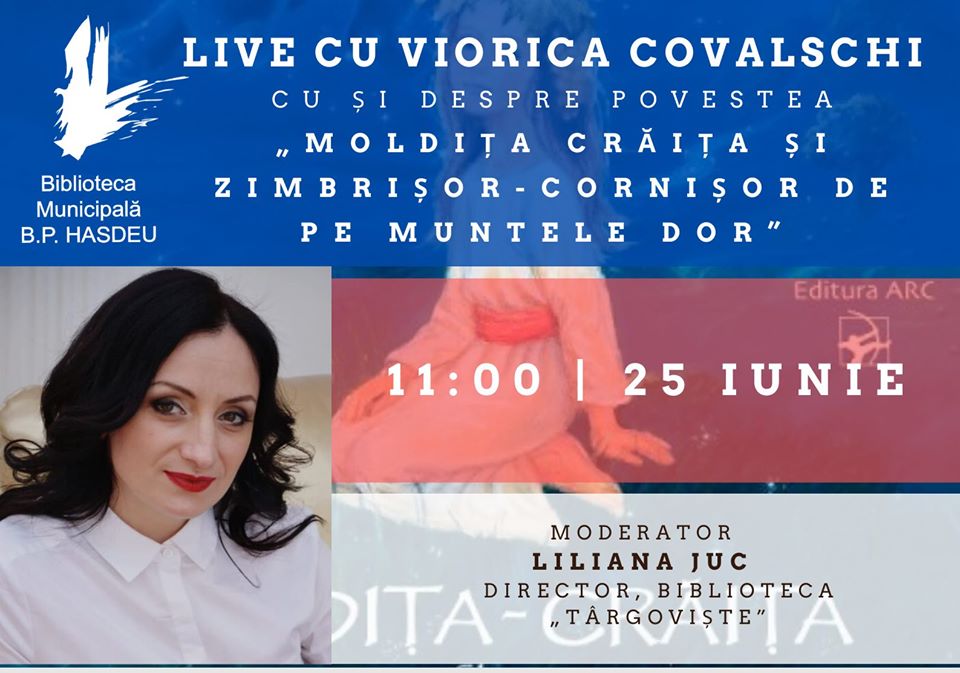 LIVE CU VIORICA COVALSCHI
CU ȘI DESPRE POVESTEA
„MOLDIȚA CRĂIȚA ȘI
ZIMBRIȘOR-CORNIȘOR DE
PE MUNTELE DOR”
Biblioteca
Municipală
B.P. HASDEU
Editura ARC
11:00 | 25 IUNIE
MODERATOR
LILIANA JUC
DIRECTOR, BIBLIOTECA
„TÂRGOVIȘTE”
DIȚA-CRĂIȚA